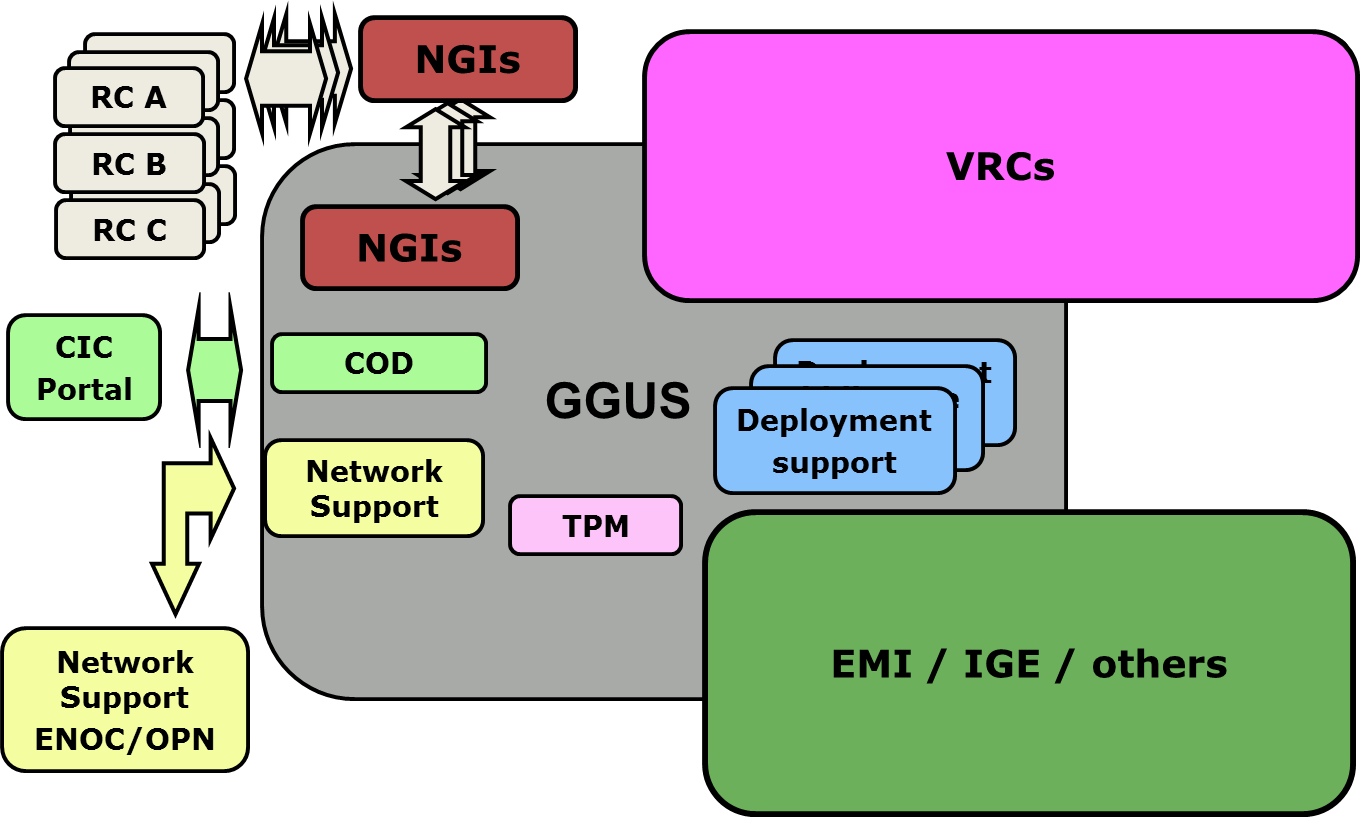 NGIs
RC A
RC B
RC C
VRCs
NGIs
CIC
Portal
COD
GGUS
Deployment
support
Network
Support
TPM
Network
Support
ENOC/OPN
EMI / IGE / others